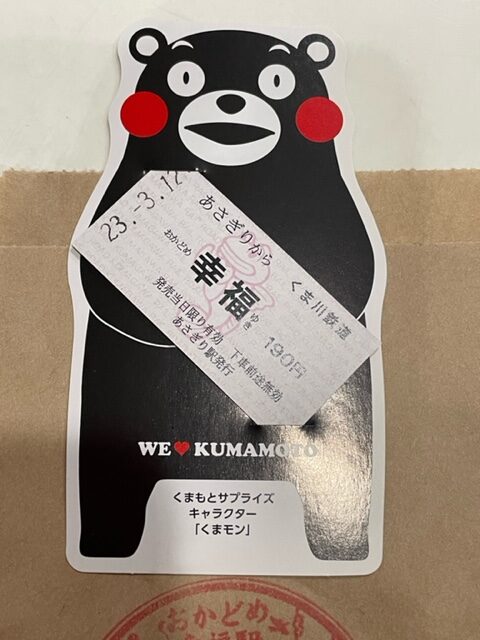 23.-3.12
あさぎりから
くま川鉄道
おかどめ
幸福
ゆき
190円
発売当日限り有効 下車前途無効
あさぎり駅発行
WE♥KUMAMOTO
くまもとサプライズ
キャラクター
「くまモン」
おかどめ